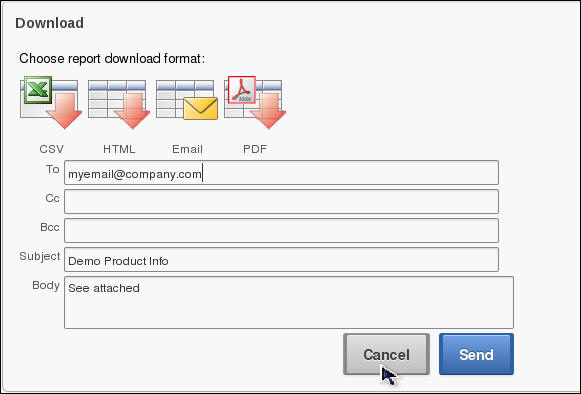 Download
Choose report download format:
CSV HTML Email PDF
To myemail@company.com
Cc
Bcc
Subject Demo Product Info
Body See attached
Cancel Send